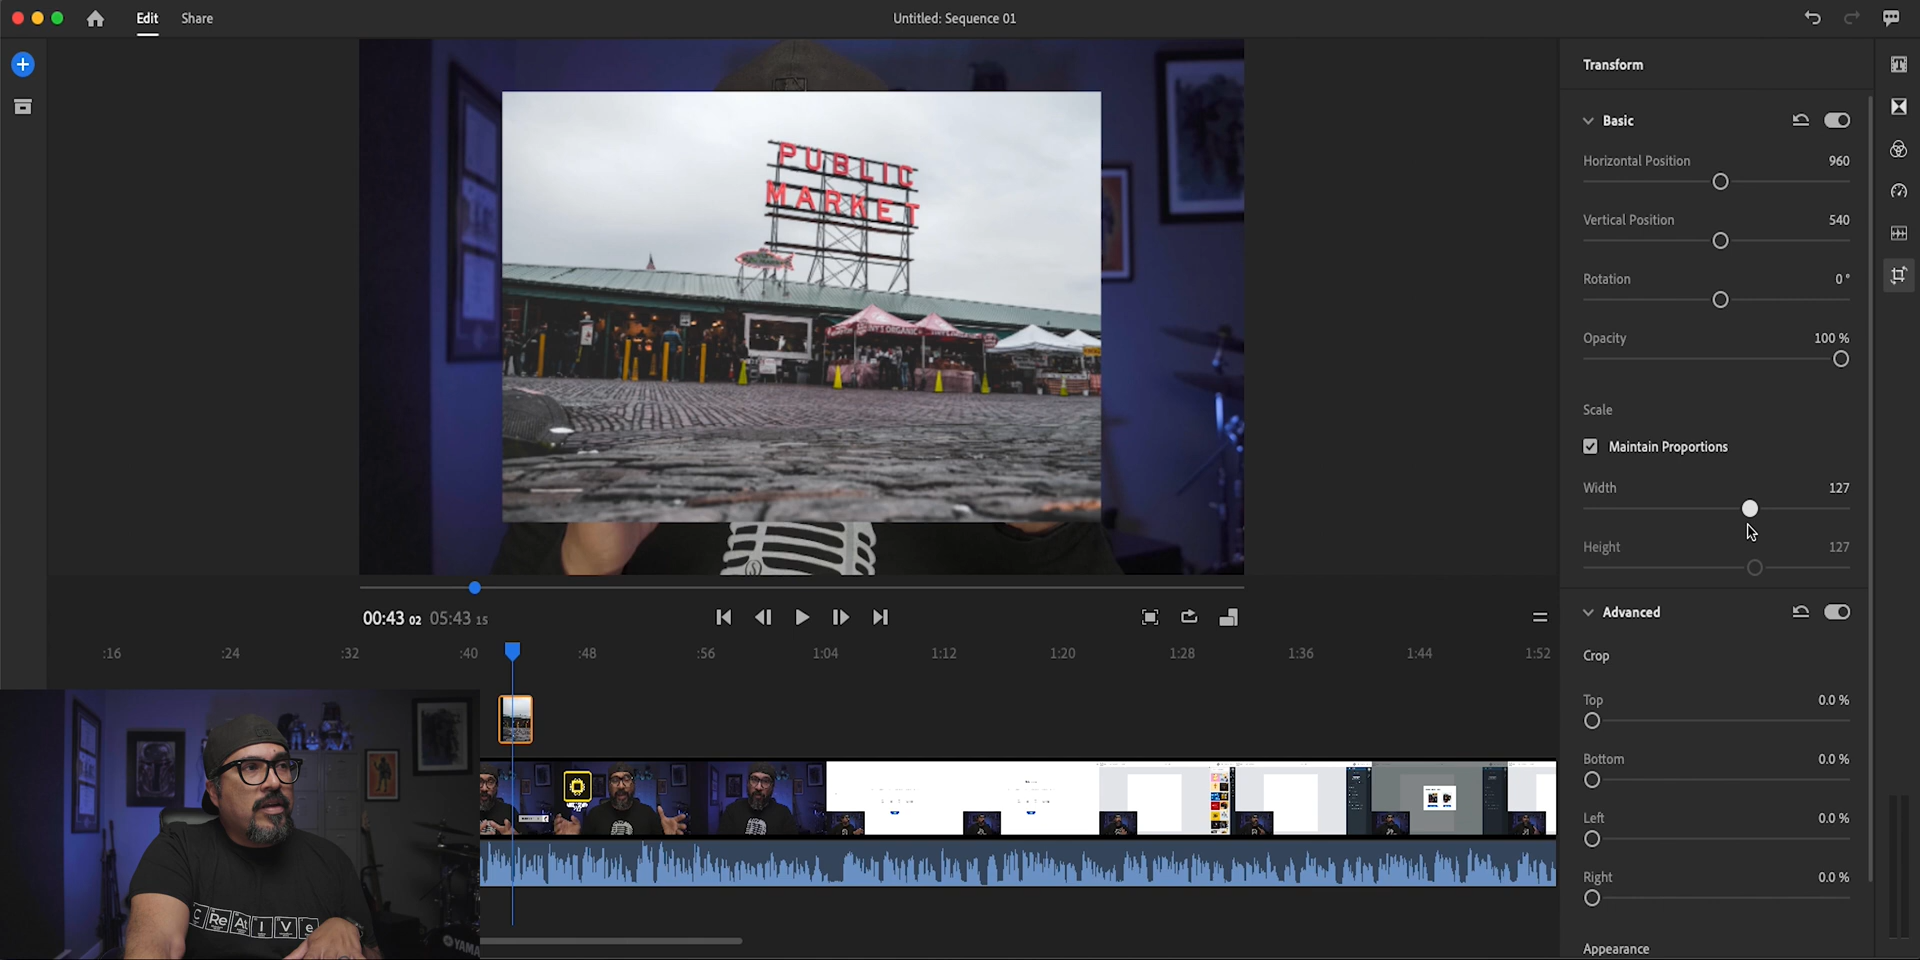 Edit
Share
Untitled: Sequence 01
Transform
Basic
Horizontal Position 960
Vertical Position 540
Rotation 0 °
Opacity 100 %
Scale
Maintain Proportions
Width 127
Height 127
Advanced
Crop
Top 0.0 %
Bottom 0.0 %
Left 0.0 %
Right 0.0 %
Appearance
PUBLIC
MARKET
00:43 02 05:43 15
:16 :24 :32 :40 :48 :56 1:04 1:12 1:20 1:28 1:36 1:44 1:52
C Re At I V e
YAMA